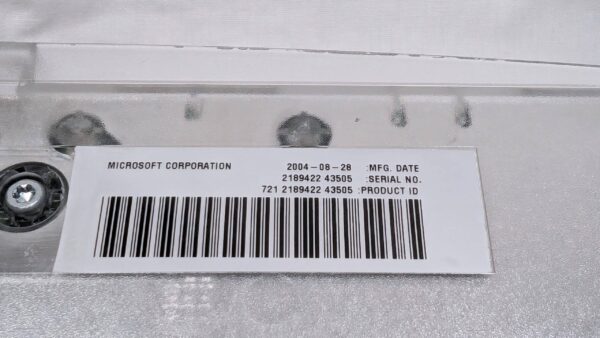 MICROSOFT CORPORATION 2004-08-28 :MFG. DATE
2189422 43505 :SERIAL NO.
721 2189422 43505 :PRODUCT ID